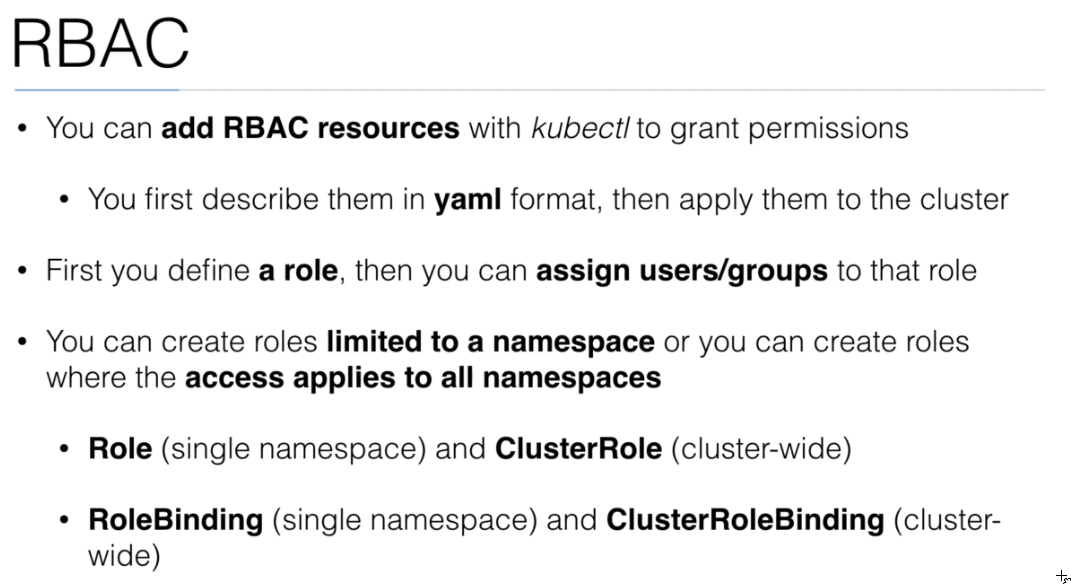 RBAC
• You can add RBAC resources with kubectl to grant permissions
• You first describe them in yaml format, then apply them to the cluster
• First you define a role, then you can assign users/groups to that role
• You can create roles limited to a namespace or you can create roles
where the access applies to all namespaces
• Role (single namespace) and ClusterRole (cluster-wide)
• RoleBinding (single namespace) and ClusterRoleBinding (cluster-
wide)